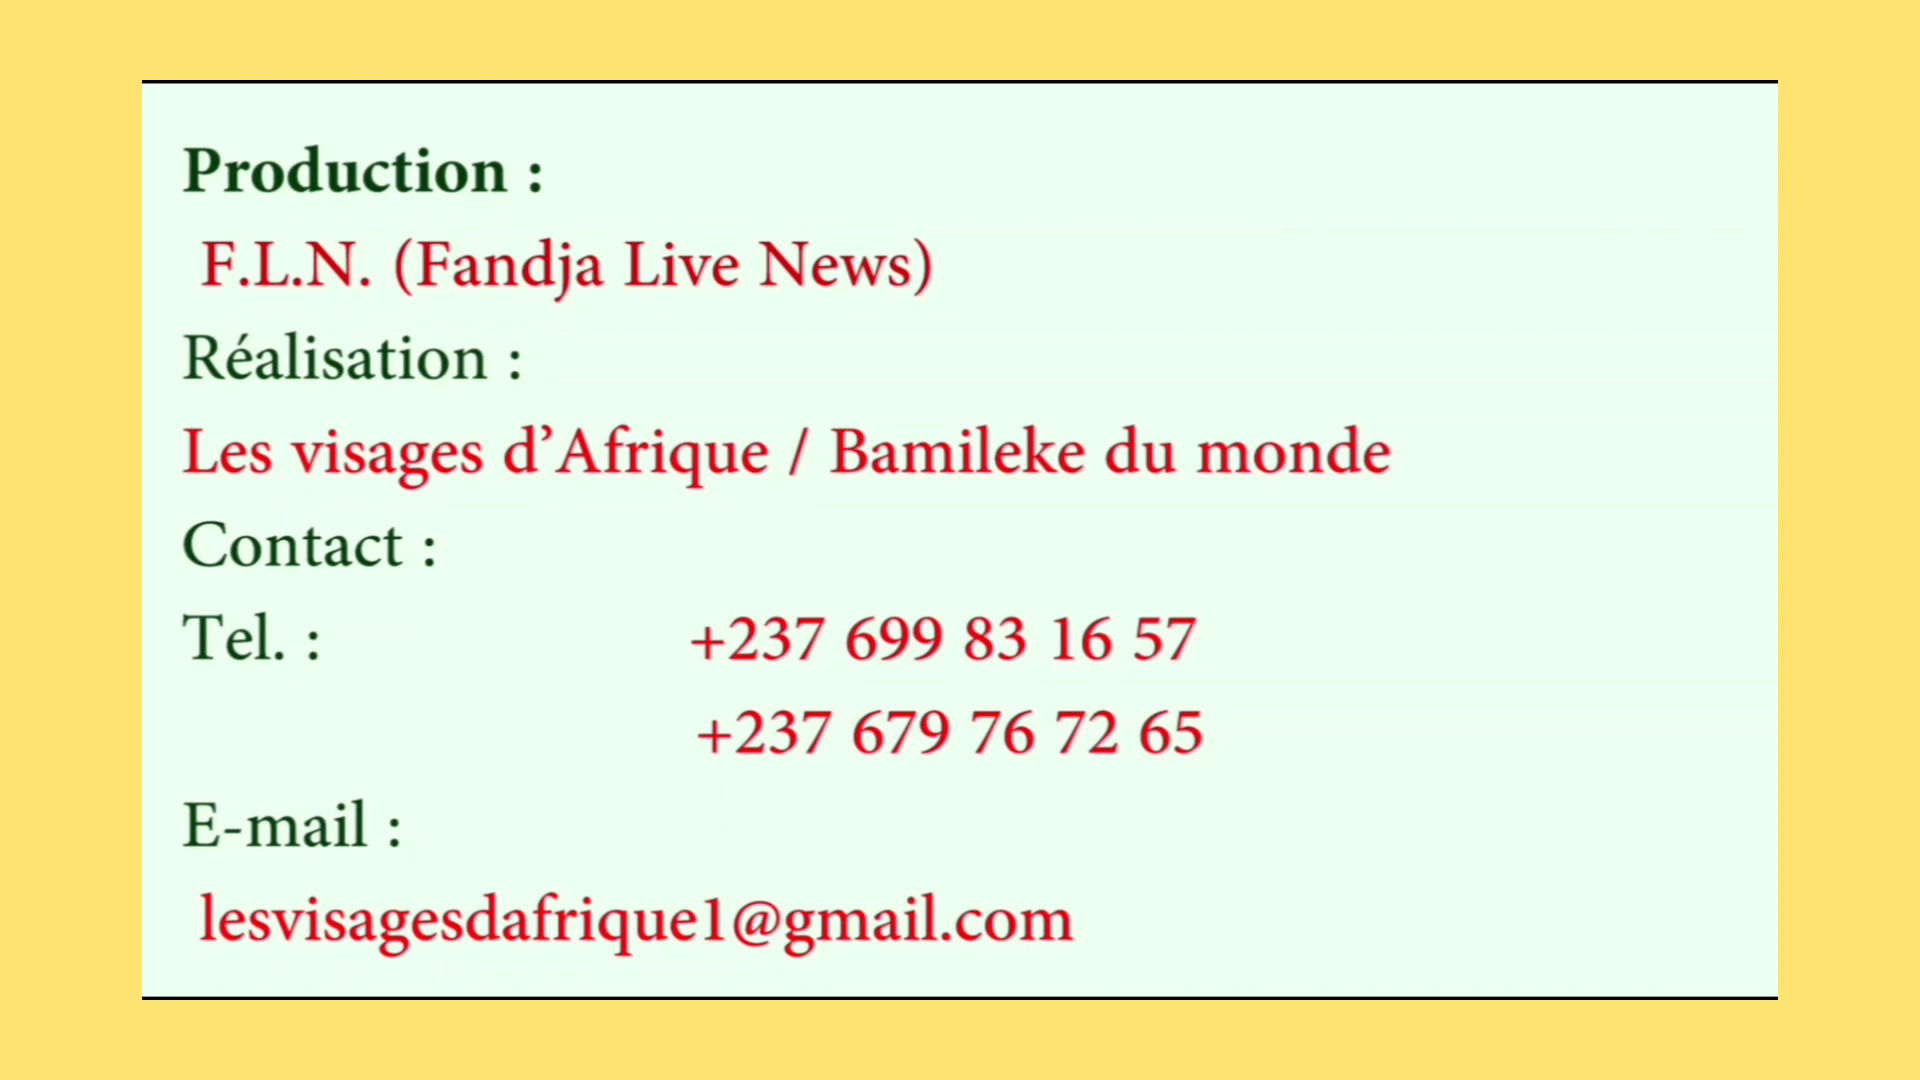 Production :
F.L.N. (Fandja Live News)
Réalisation :
Les visages d’Afrique / Bamileke du monde
Contact :
Tel. : +237 699 83 16 57
+237 679 76 72 65
E-mail :
lesvisagesdafrique1@gmail.com